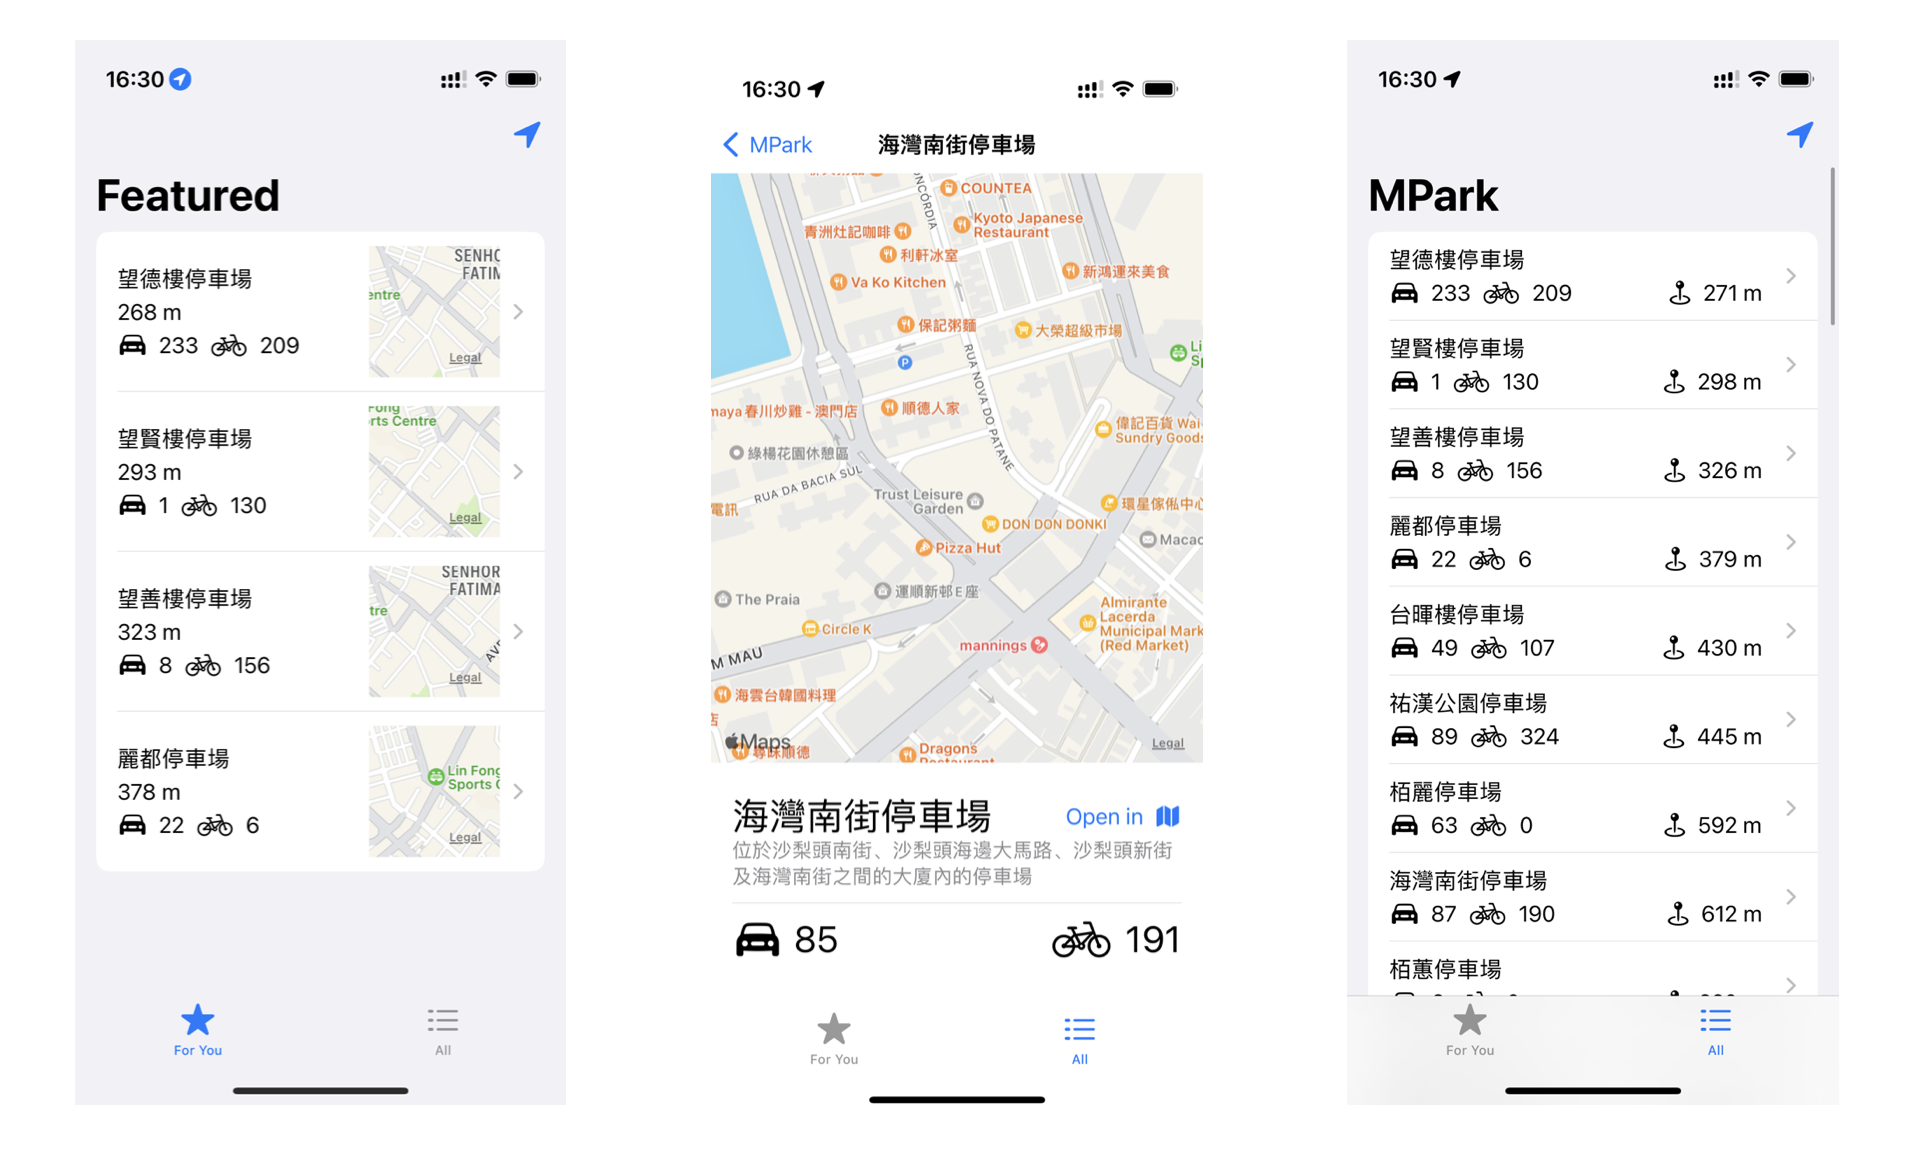 16:30
Featured
望德樓停車場
268 m
233 209
SENHO
FATIM
entre
Legal
望賢樓停車場
293 m
1 130
Fong
rts Centre
Legal
望善樓停車場
323 m
8 156
SENHOR
FATIMA
tre
AV
Legal
麗都停車場
378 m
22 6
Lin Fong
Sports C
Legal
For You
All
16:30
MPark
海灣南街停車場
NCÓRDIA
COUNTEA
青洲灶記咖啡
Kyoto Japanese
Restaurant
利軒冰室
新鴻運來美食
Va Ko Kitchen
保記粥麵
大榮超級市場
P
Li
S
RUA NOVA DO PATANE
maya 春川炒雞 - 澳門店
順德人家
偉記百貨 Wai
Sundry Goods
綠楊花園休憩區
RUA DA BACIA SUL
Trust Leisure
Garden
電訊
環星傢俬中心
DON DON DONKI
Macao
Pizza Hut
運順新邨E座
The Praia
Almirante
Lacerda
Municipal Mark
(Red Market)
Circle K
mannings
M MAU
海雲台韓國料理
店
Maps
尋味順德
Dragons
Restaurant
Legal
海灣南街停車場
Open in
位於沙梨頭南街、沙梨頭海邊大馬路、沙梨頭新街
及海灣南街之間的大廈內的停車場
85 191
For You
All
16:30
MPark
望德樓停車場
233 209 271 m
望賢樓停車場
1 130 298 m
望善樓停車場
8 156 326 m
麗都停車場
22 6 379 m
台暉樓停車場
49 107 430 m
祐漢公園停車場
89 324 445 m
栢麗停車場
63 0 592 m
海灣南街停車場
87 190 612 m
栢蕙停車場
For You
All